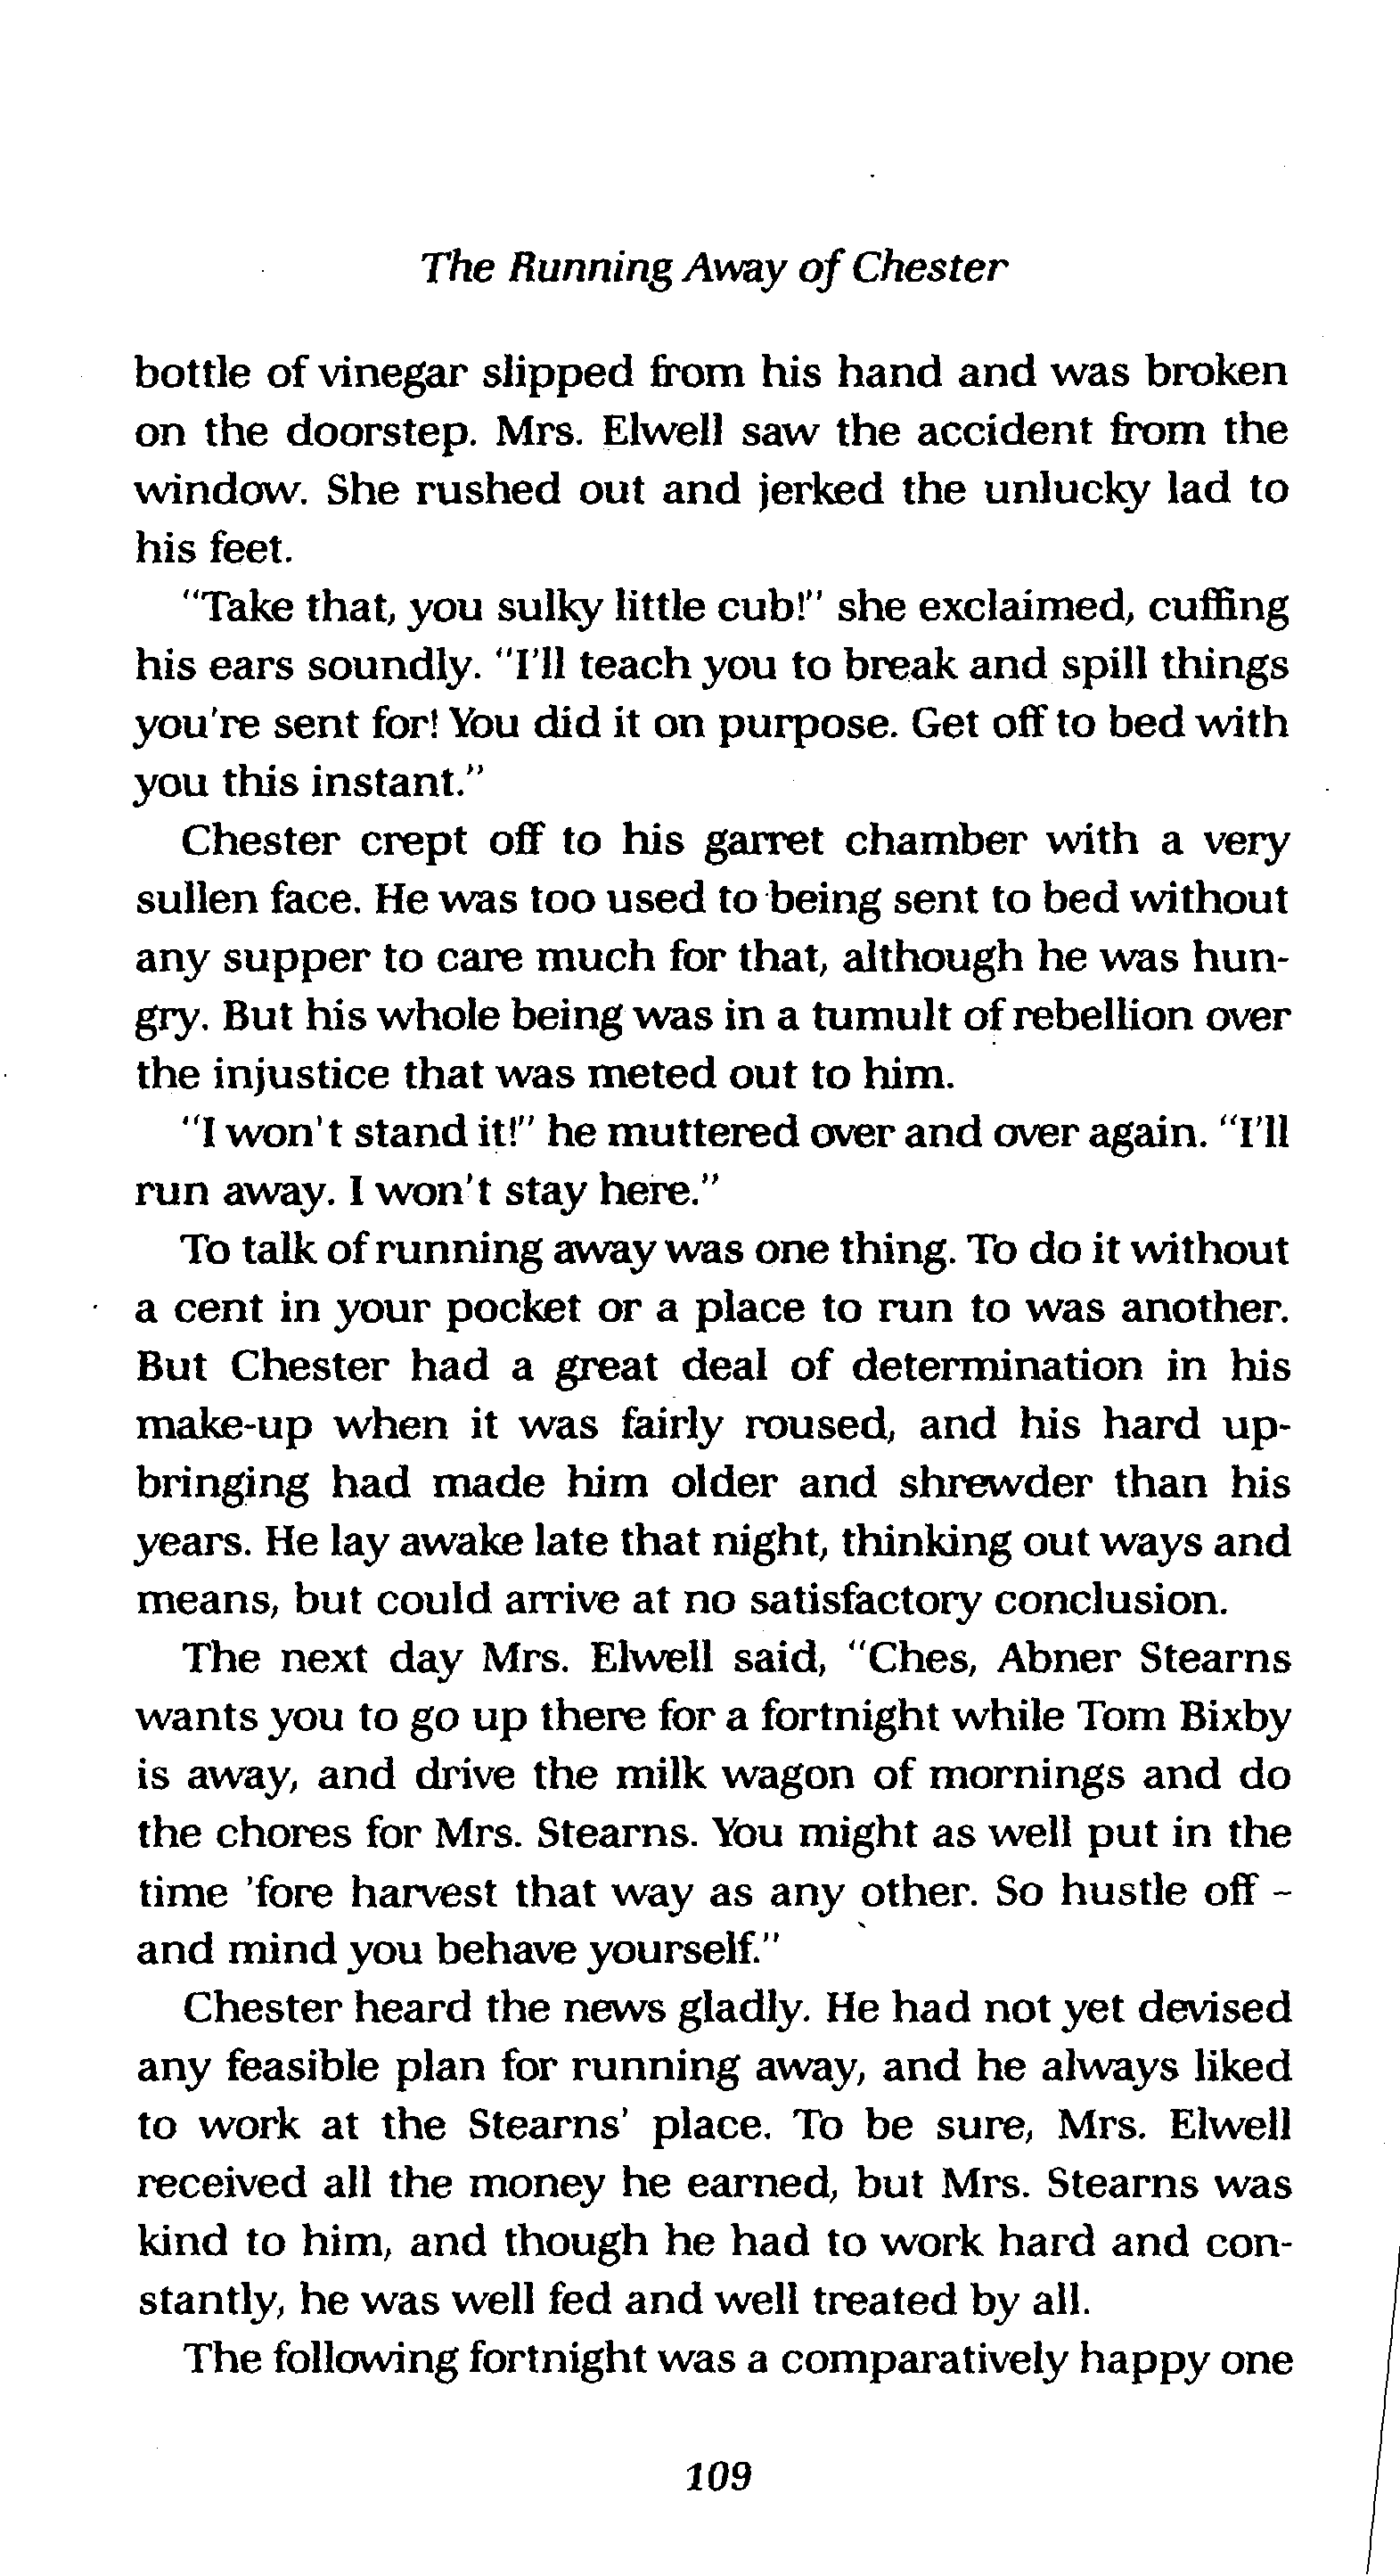 The Running Away of Chester
bottle of vinegar slipped from his hand and was broken
on the doorstep. Mrs. Elwell saw the accident from the
window. She rushed out and jerked the unlucky lad to
his feet.
"Take that, you sulky little cub!" she exclaimed, cuffing
his ears soundly. "I'll teach you to break and spill things
you're sent for! You did it on purpose. Get off to bed with
you this instant."
Chester crept off to his garret chamber with a very
sullen face. He was too used to being sent to bed without
any supper to care much for that, although he was hun-
gry. But his whole being was in a tumult of rebellion over
the injustice that was meted out to him.
"I won't stand it!" he muttered over and over again. "I'll
run away. I won't stay here."
To talk of running away was one thing. To do it without
a cent in your pocket or a place to run to was another.
But Chester had a great deal of determination in his
make-up when it was fairly roused, and his hard up-
bringing had made him older and shrewder than his
years. He lay awake late that night, thinking out ways and
means, but could arrive at no satisfactory conclusion.
The next day Mrs. Elwell said, "Ches, Abner Stearns
wants you to go up there for a fortnight while Tom Bixby
is away, and drive the milk wagon of mornings and do
the chores for Mrs. Stearns. You might as well put in the
time 'fore harvest that way as any other. So hustle off –
and mind you behave yourself."
Chester heard the news gladly. He had not yet devised
any feasible plan for running away, and he always liked
to work at the Stearns' place. To be sure, Mrs. Elwell
received all the money he earned, but Mrs. Stearns was
kind to him, and though he had to work hard and con-
stantly, he was well fed and well treated by all.
The following fortnight was a comparatively happy one
109